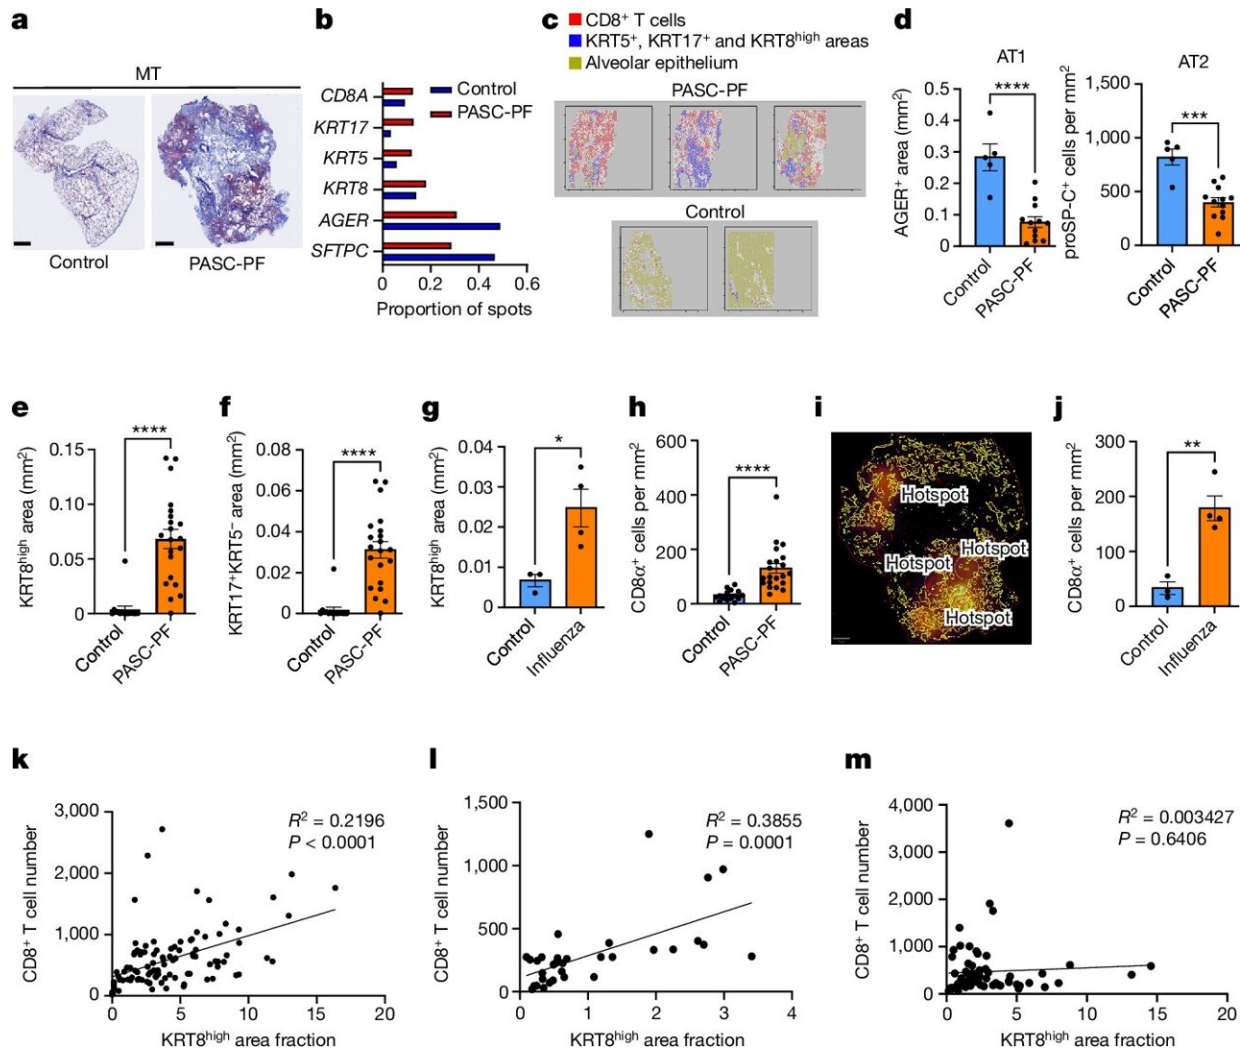 a
MT
Control
PASC-PF
b
Control
PASC-PF
CD8A
KRT17
KRT5
KRT8
AGER
SFTPC
0
0.2
0.4
0.6
Proportion of spots
c
CD8⁺ T cells
KRT5⁺, KRT17⁺ and KRT8ʰⁱᵍʰ areas
Alveolar epithelium
PASC-PF
Control
d
AT1
****
AGER⁺ area (mm²)
0.5
0.4
0.3
0.2
0.1
0
Control
PASC-PF
AT2
***
proSP-C⁺ cells per mm²
1,500
1,000
500
0
Control
PASC-PF
e
****
KRT8ʰⁱᵍʰ area (mm²)
0.15
0.10
0.05
0
Control
PASC-PF
f
****
KRT17⁺KRT5⁻ area (mm²)
0.08
0.06
0.04
0.02
0
Control
PASC-PF
g
*
KRT8ʰⁱᵍʰ area (mm²)
0.04
0.03
0.02
0.01
0
Control
Influenza
h
****
CD8α⁺ cells per mm²
600
400
200
0
Control
PASC-PF
i
Hotspot
Hotspot
Hotspot
Hotspot
j
**
CD8α⁺ cells per mm²
300
200
100
0
Control
Influenza
k
R² = 0.2196
P < 0.0001
CD8⁺ T cell number
3,000
2,000
1,000
0
0
5
10
15
20
KRT8ʰⁱᵍʰ area fraction
l
R² = 0.3855
P = 0.0001
CD8⁺ T cell number
1,500
1,000
500
0
0
1
2
3
4
KRT8ʰⁱᵍʰ area fraction
m
R² = 0.003427
P = 0.6406
CD8⁺ T cell number
4,000
3,000
2,000
1,000
0
0
5
10
15
20
KRT8ʰⁱᵍʰ area fraction